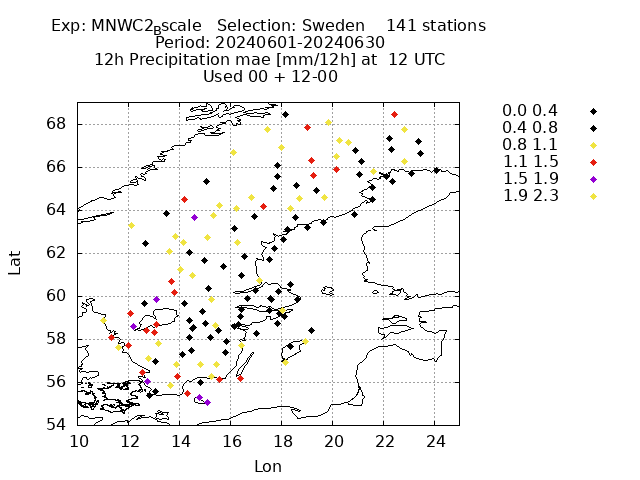 Exp: MNWC2Bscale Selection: Sweden 141 stations
Period: 20240601-20240630
12h Precipitation mae [mm/12h] at 12 UTC
Used 00 + 12-00
0.0 0.4
0.4 0.8
0.8 1.1
1.1 1.5
1.5 1.9
1.9 2.3
68
66
64
62
60
58
56
54
Lat
10 12 14 16 18 20 22 24
Lon